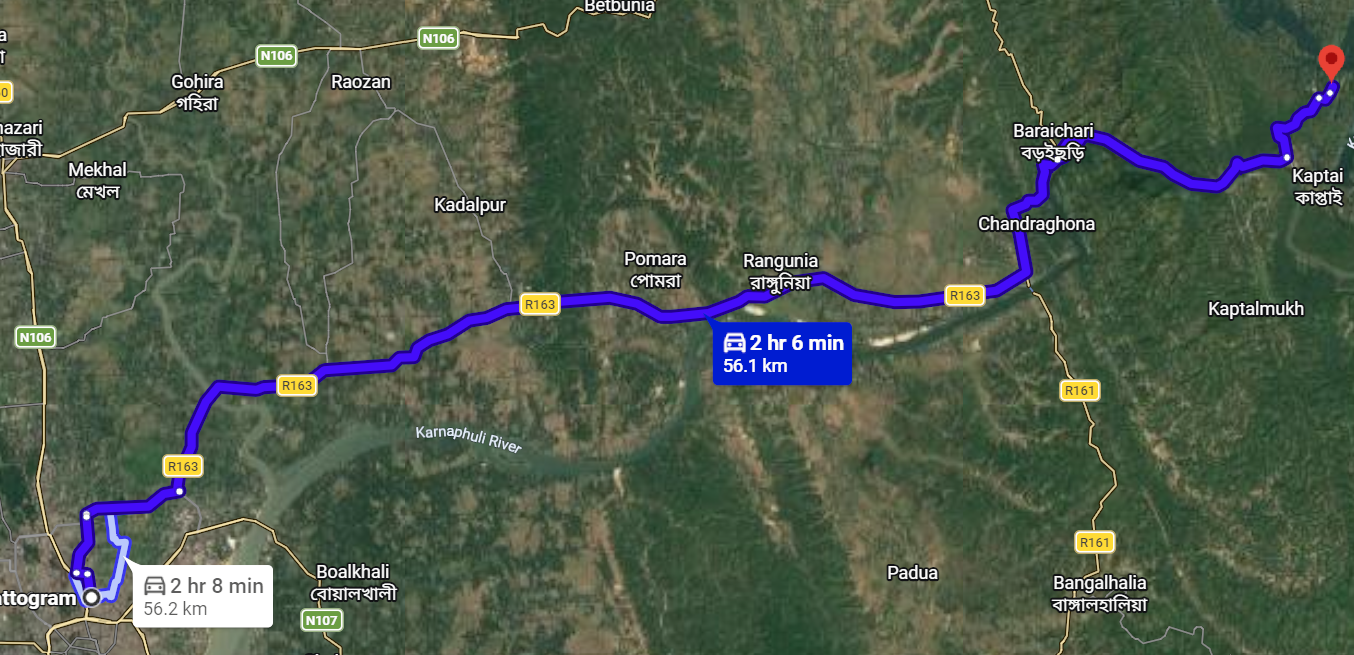 Betbunia
N106
N106
Gohira
গহিরা
Raozan
Baraichari
বড়ইছড়ি
Mekhal
মেখল
Kaptai
কাপ্তাই
Kadalpur
Chandraghona
Pomara
পোমরা
Rangunia
রাঙ্গুনিয়া
R163
R163
Kaptalmukh
N106
2 hr 6 min
56.1 km
R163
R161
Karnaphuli River
R163
R161
Boalkhali
বোয়ালখালী
Padua
Bangalhalia
বাঙ্গালহালিয়া
2 hr 8 min
56.2 km
ttogram
N107